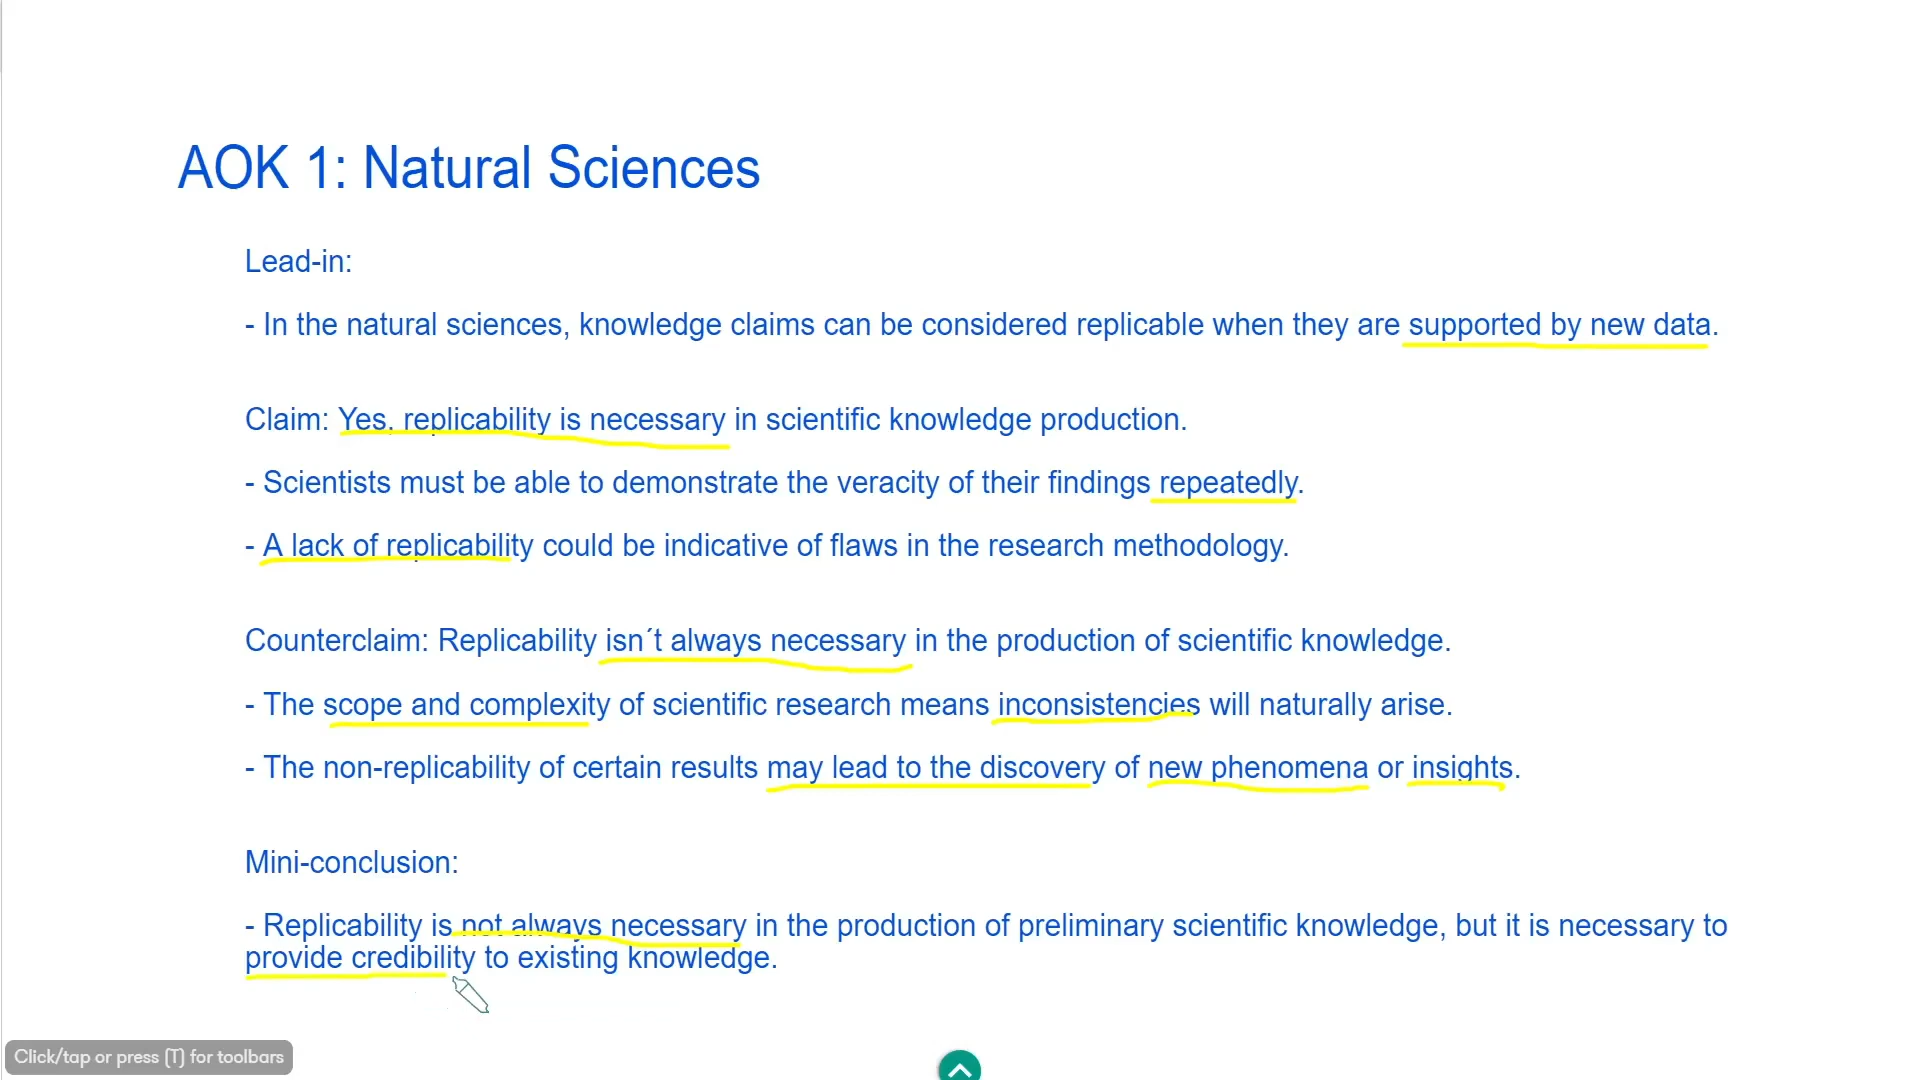 AOK 1: Natural Sciences
Lead-in:
- In the natural sciences, knowledge claims can be considered replicable when they are supported by new data.
Claim: Yes, replicability is necessary in scientific knowledge production.
- Scientists must be able to demonstrate the veracity of their findings repeatedly.
- A lack of replicability could be indicative of flaws in the research methodology.
Counterclaim: Replicability isn´t always necessary in the production of scientific knowledge.
- The scope and complexity of scientific research means inconsistencies will naturally arise.
- The non-replicability of certain results may lead to the discovery of new phenomena or insights.
Mini-conclusion:
- Replicability is not always necessary in the production of preliminary scientific knowledge, but it is necessary to
provide credibility to existing knowledge.
Click/tap or press (T) for toolbars